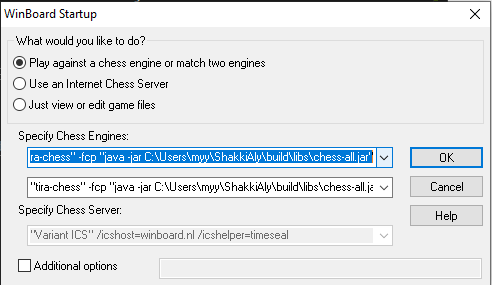 WinBoard Startup
What would you like to do?
Play against a chess engine or match two engines
Use an Internet Chess Server
Just view or edit game files
Specify Chess Engines:
ra-chess" -fcp "java -jar C:\Users\myy\ShakkiAly\build\libs\chess-all.jar"
OK
"tira-chess" -fcp "java -jar C:\Users\myy\ShakkiAly\build\libs\chess-all.ja
Cancel
Specify Chess Server:
Help
"Variant ICS" /icshost=winboard.nl /icshelper=timeseal
Additional options